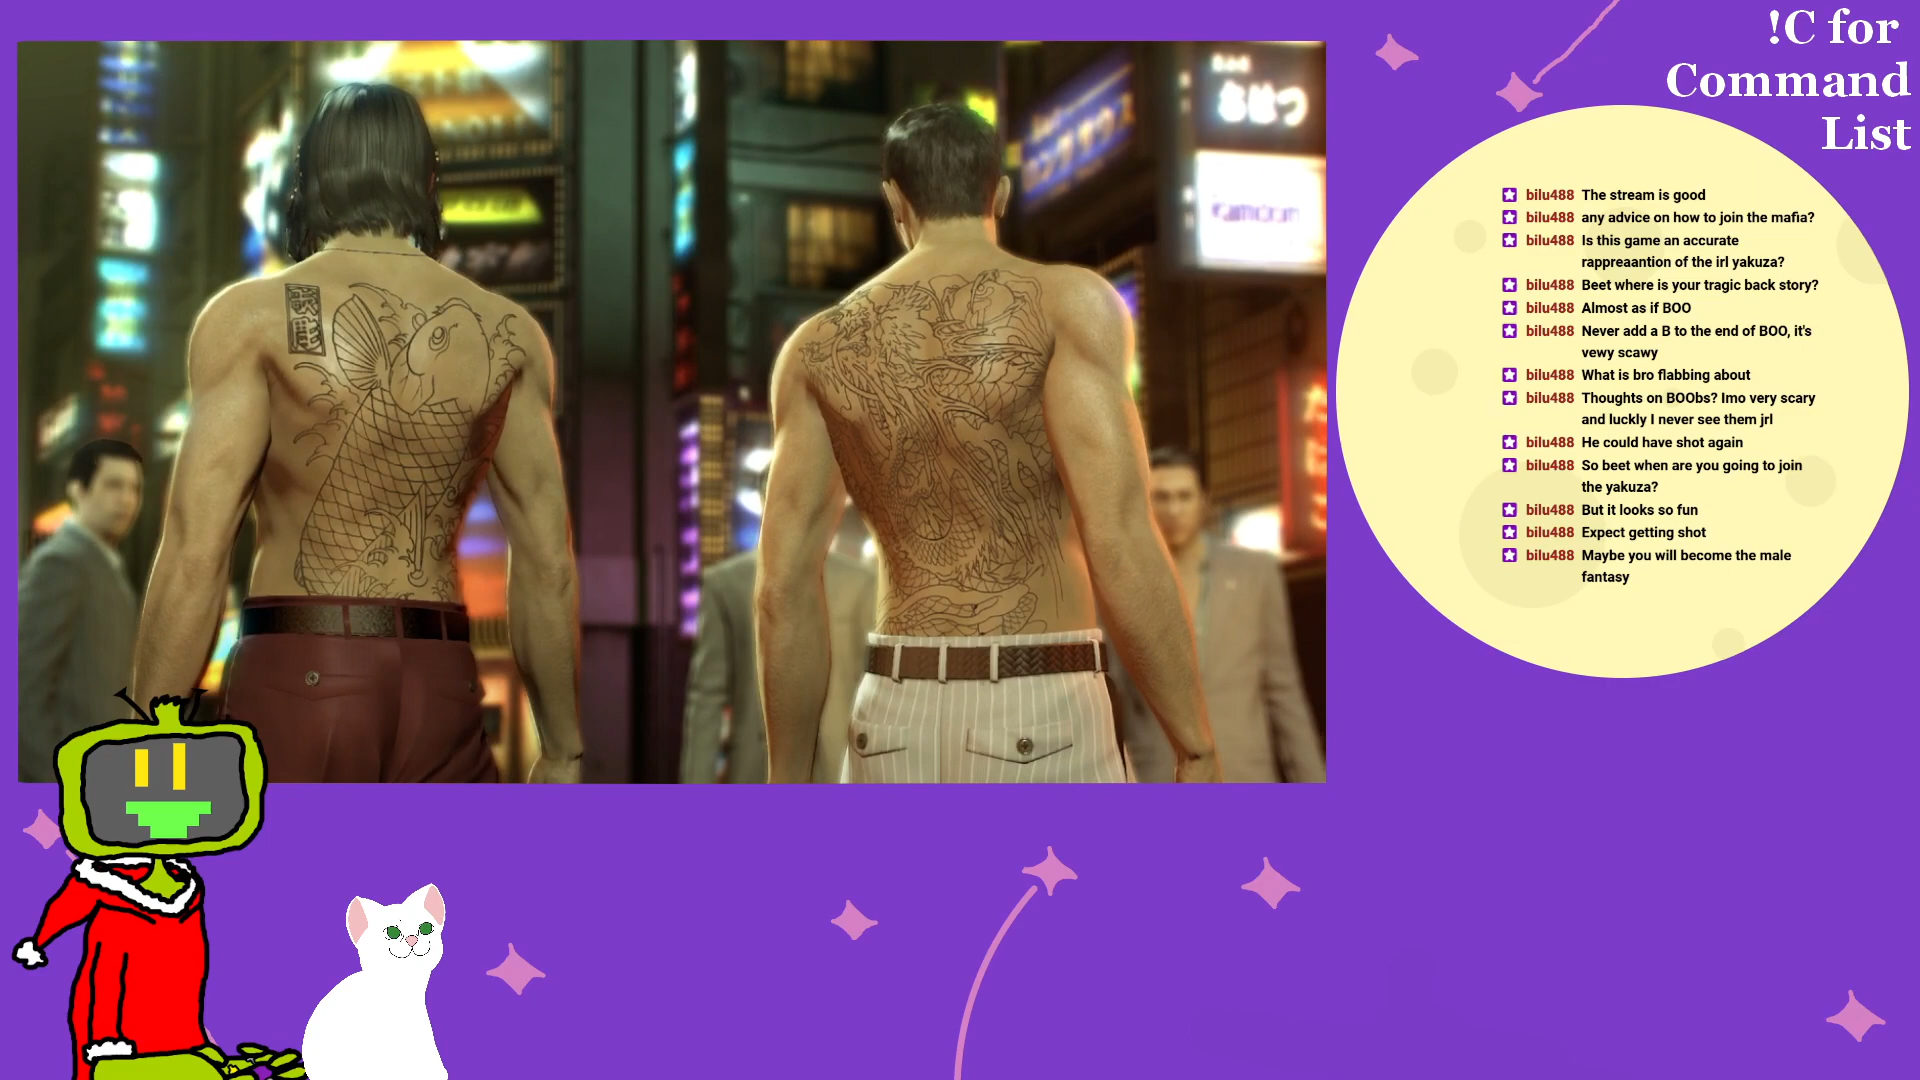 !C for
Command
List
おはつ
bilu488 The stream is good
bilu488 any advice on how to join the mafia?
bilu488 Is this game an accurate
rappreaantion of the irl yakuza?
bilu488 Beet where is your tragic back story?
bilu488 Almost as if BOO
bilu488 Never add a B to the end of BOO, it's
vewy scawy
bilu488 What is bro flabbing about
bilu488 Thoughts on BOObs? Imo very scary
and luckly I never see them jrl
bilu488 He could have shot again
bilu488 So beet when are you going to join
the yakuza?
bilu488 But it looks so fun
bilu488 Expect getting shot
bilu488 Maybe you will become the male
fantasy